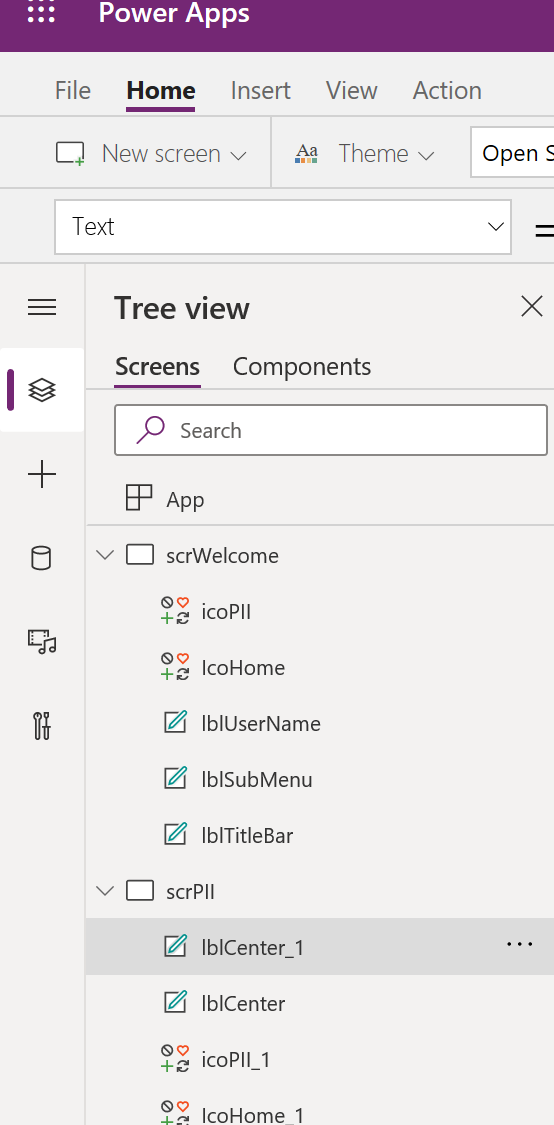 Power Apps
File Home Insert View Action
New screen Aa Theme Open S
Text =
Tree view
Screens Components
Search
App
scrWelcome
icoPII
IcoHome
lblUserName
lblSubMenu
lblTitleBar
scrPII
lblCenter_1 ...
lblCenter
icoPII_1
IcoHome_1